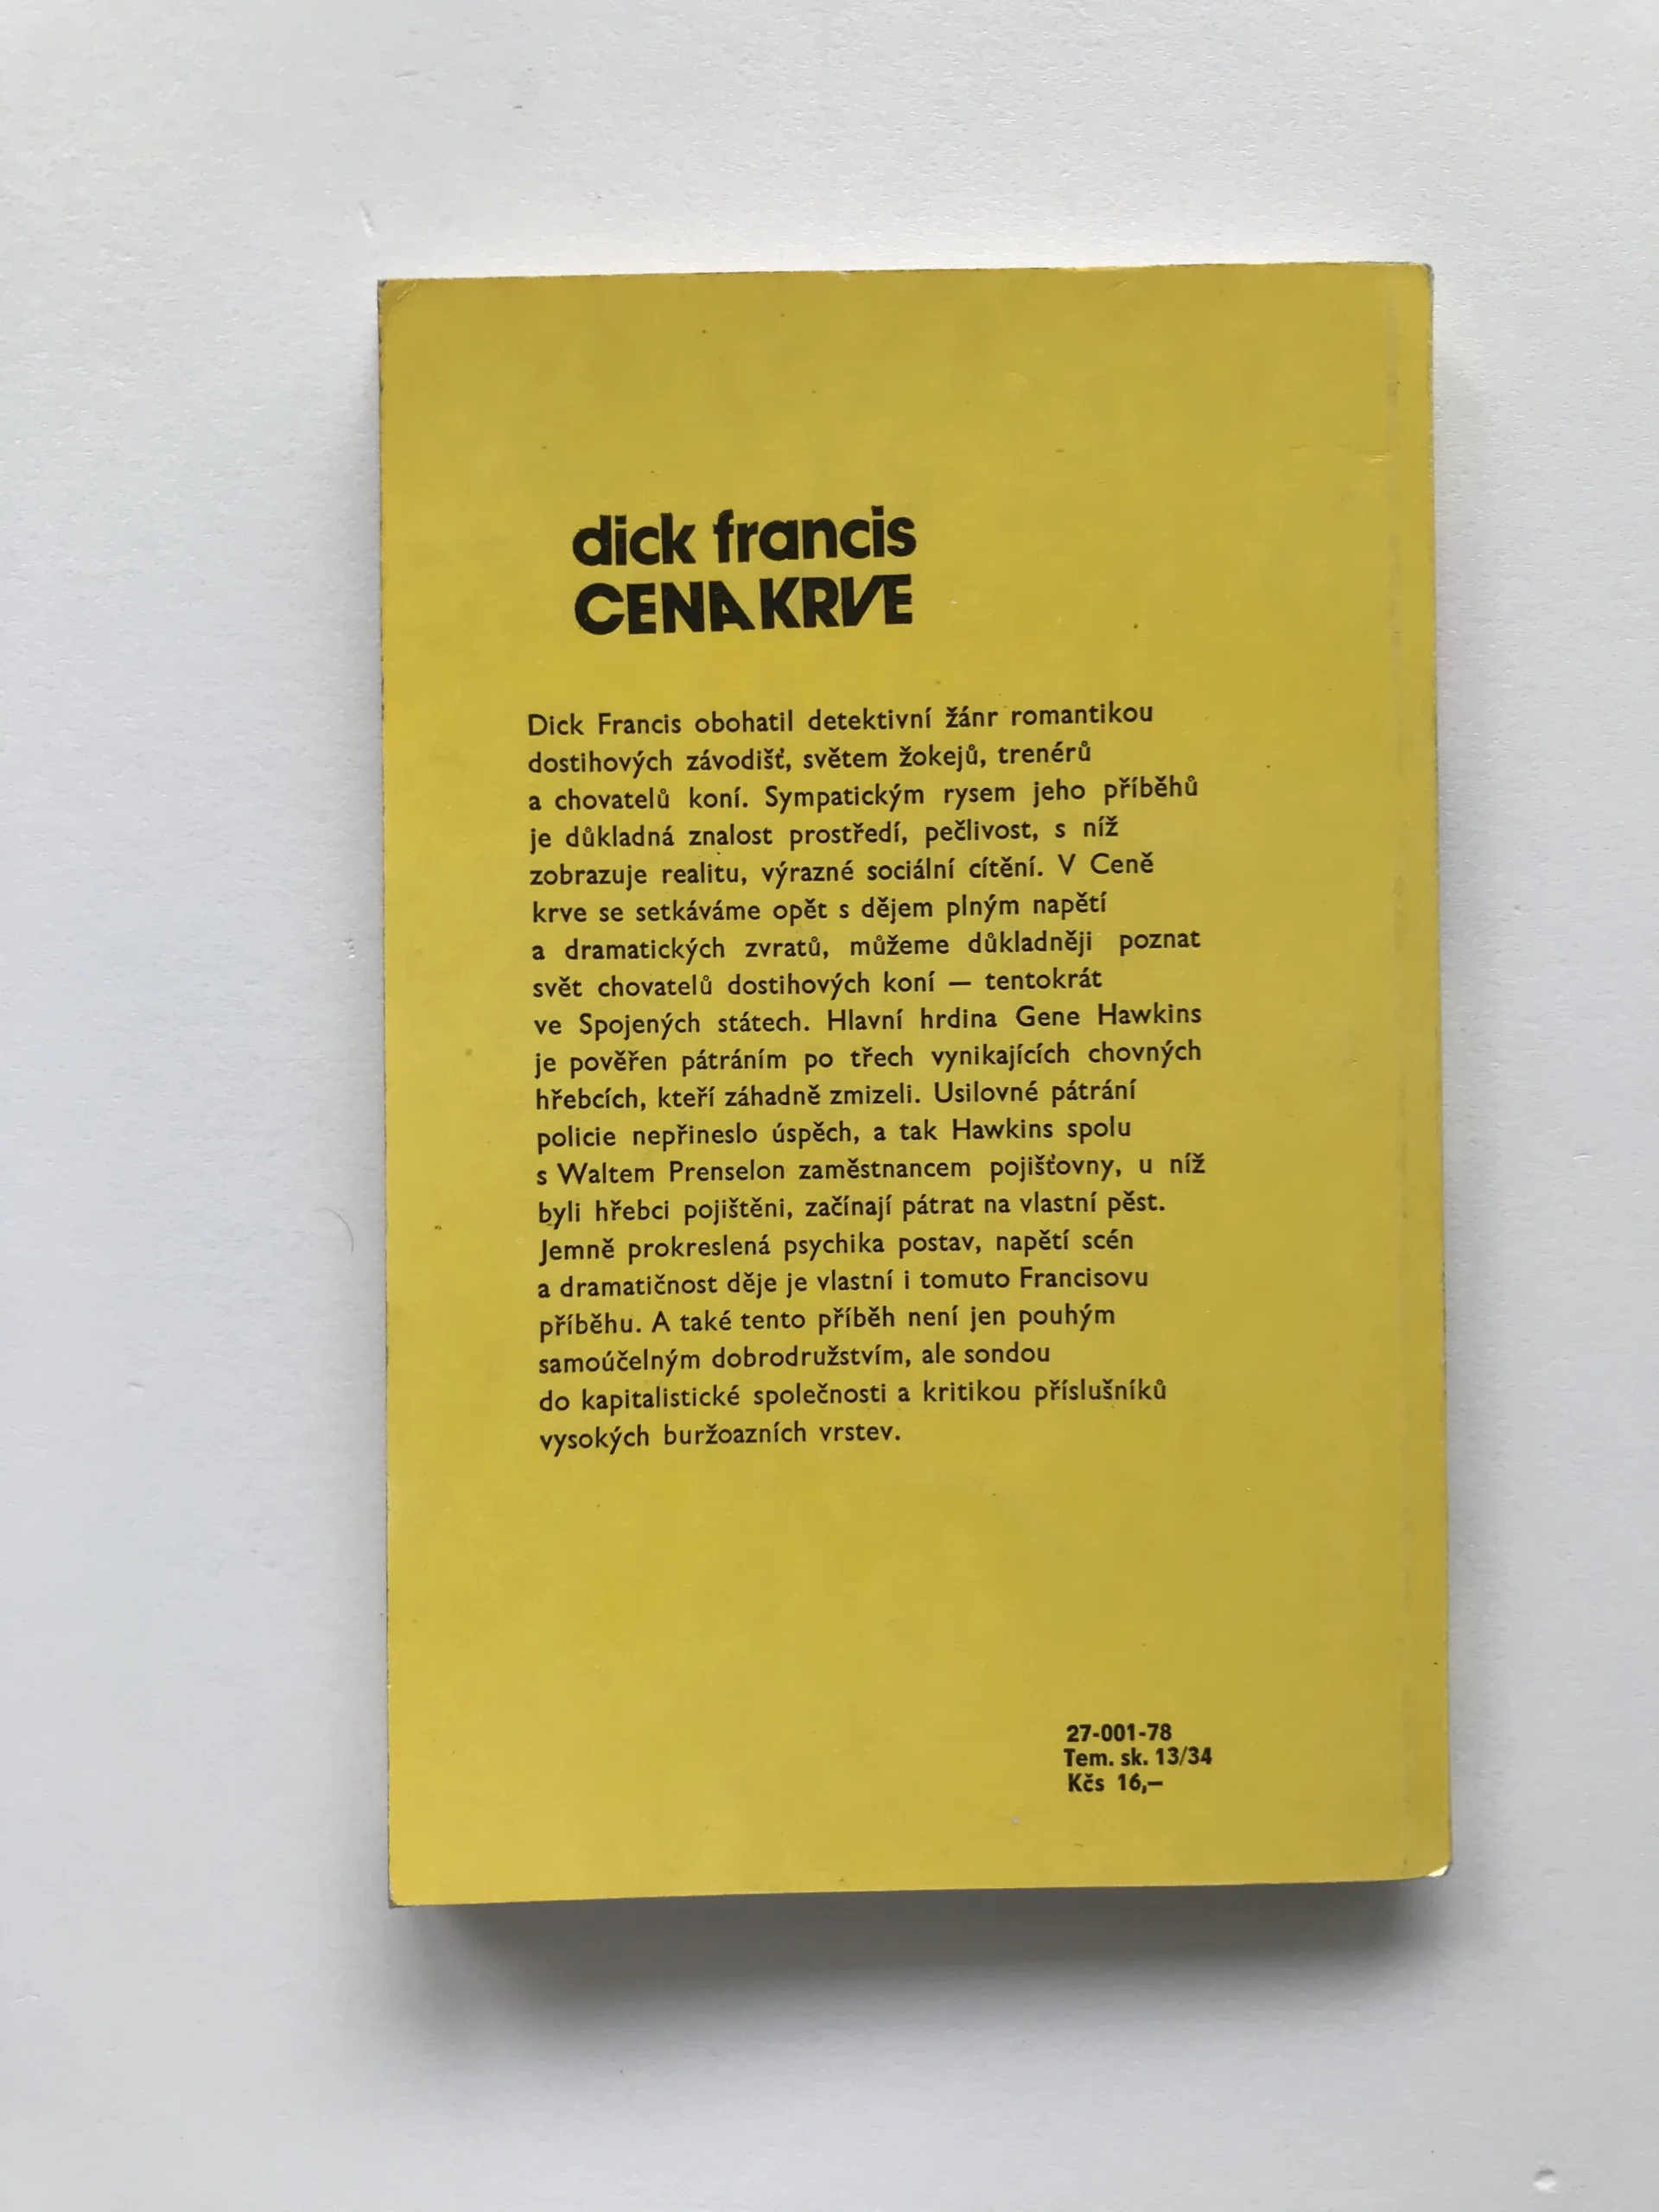 dick francis
CENA KRVE
Dick Francis obohatil detektivní žánr romantikou
dostihových závodišť, světem žokejů, trenérů
a chovatelů koní. Sympatickým rysem jeho příběhů
je důkladná znalost prostředí, pečlivost, s níž
zobrazuje realitu, výrazné sociální cítění. V Ceně
krve se setkáváme opět s dějem plným napětí
a dramatických zvratů, můžeme důkladněji poznat
svět chovatelů dostihových koní — tentokrát
ve Spojených státech. Hlavní hrdina Gene Hawkins
je pověřen pátráním po třech vynikajících chovných
hřebcích, kteří záhadně zmizeli. Usilovné pátrání
policie nepřineslo úspěch, a tak Hawkins spolu
s Waltem Prenselon zaměstnancem pojišťovny, u níž
byli hřebci pojištěni, začínají pátrat na vlastní pěst.
Jemně prokreslená psychika postav, napětí scén
a dramatičnost děje je vlastní i tomuto Francisovu
příběhu. A také tento příběh není jen pouhým
samoúčelným dobrodružstvím, ale sondou
do kapitalistické společnosti a kritikou příslušníků
vysokých buržoazních vrstev.
27-001-78
Tem. sk. 13/34
Kčs 16,—